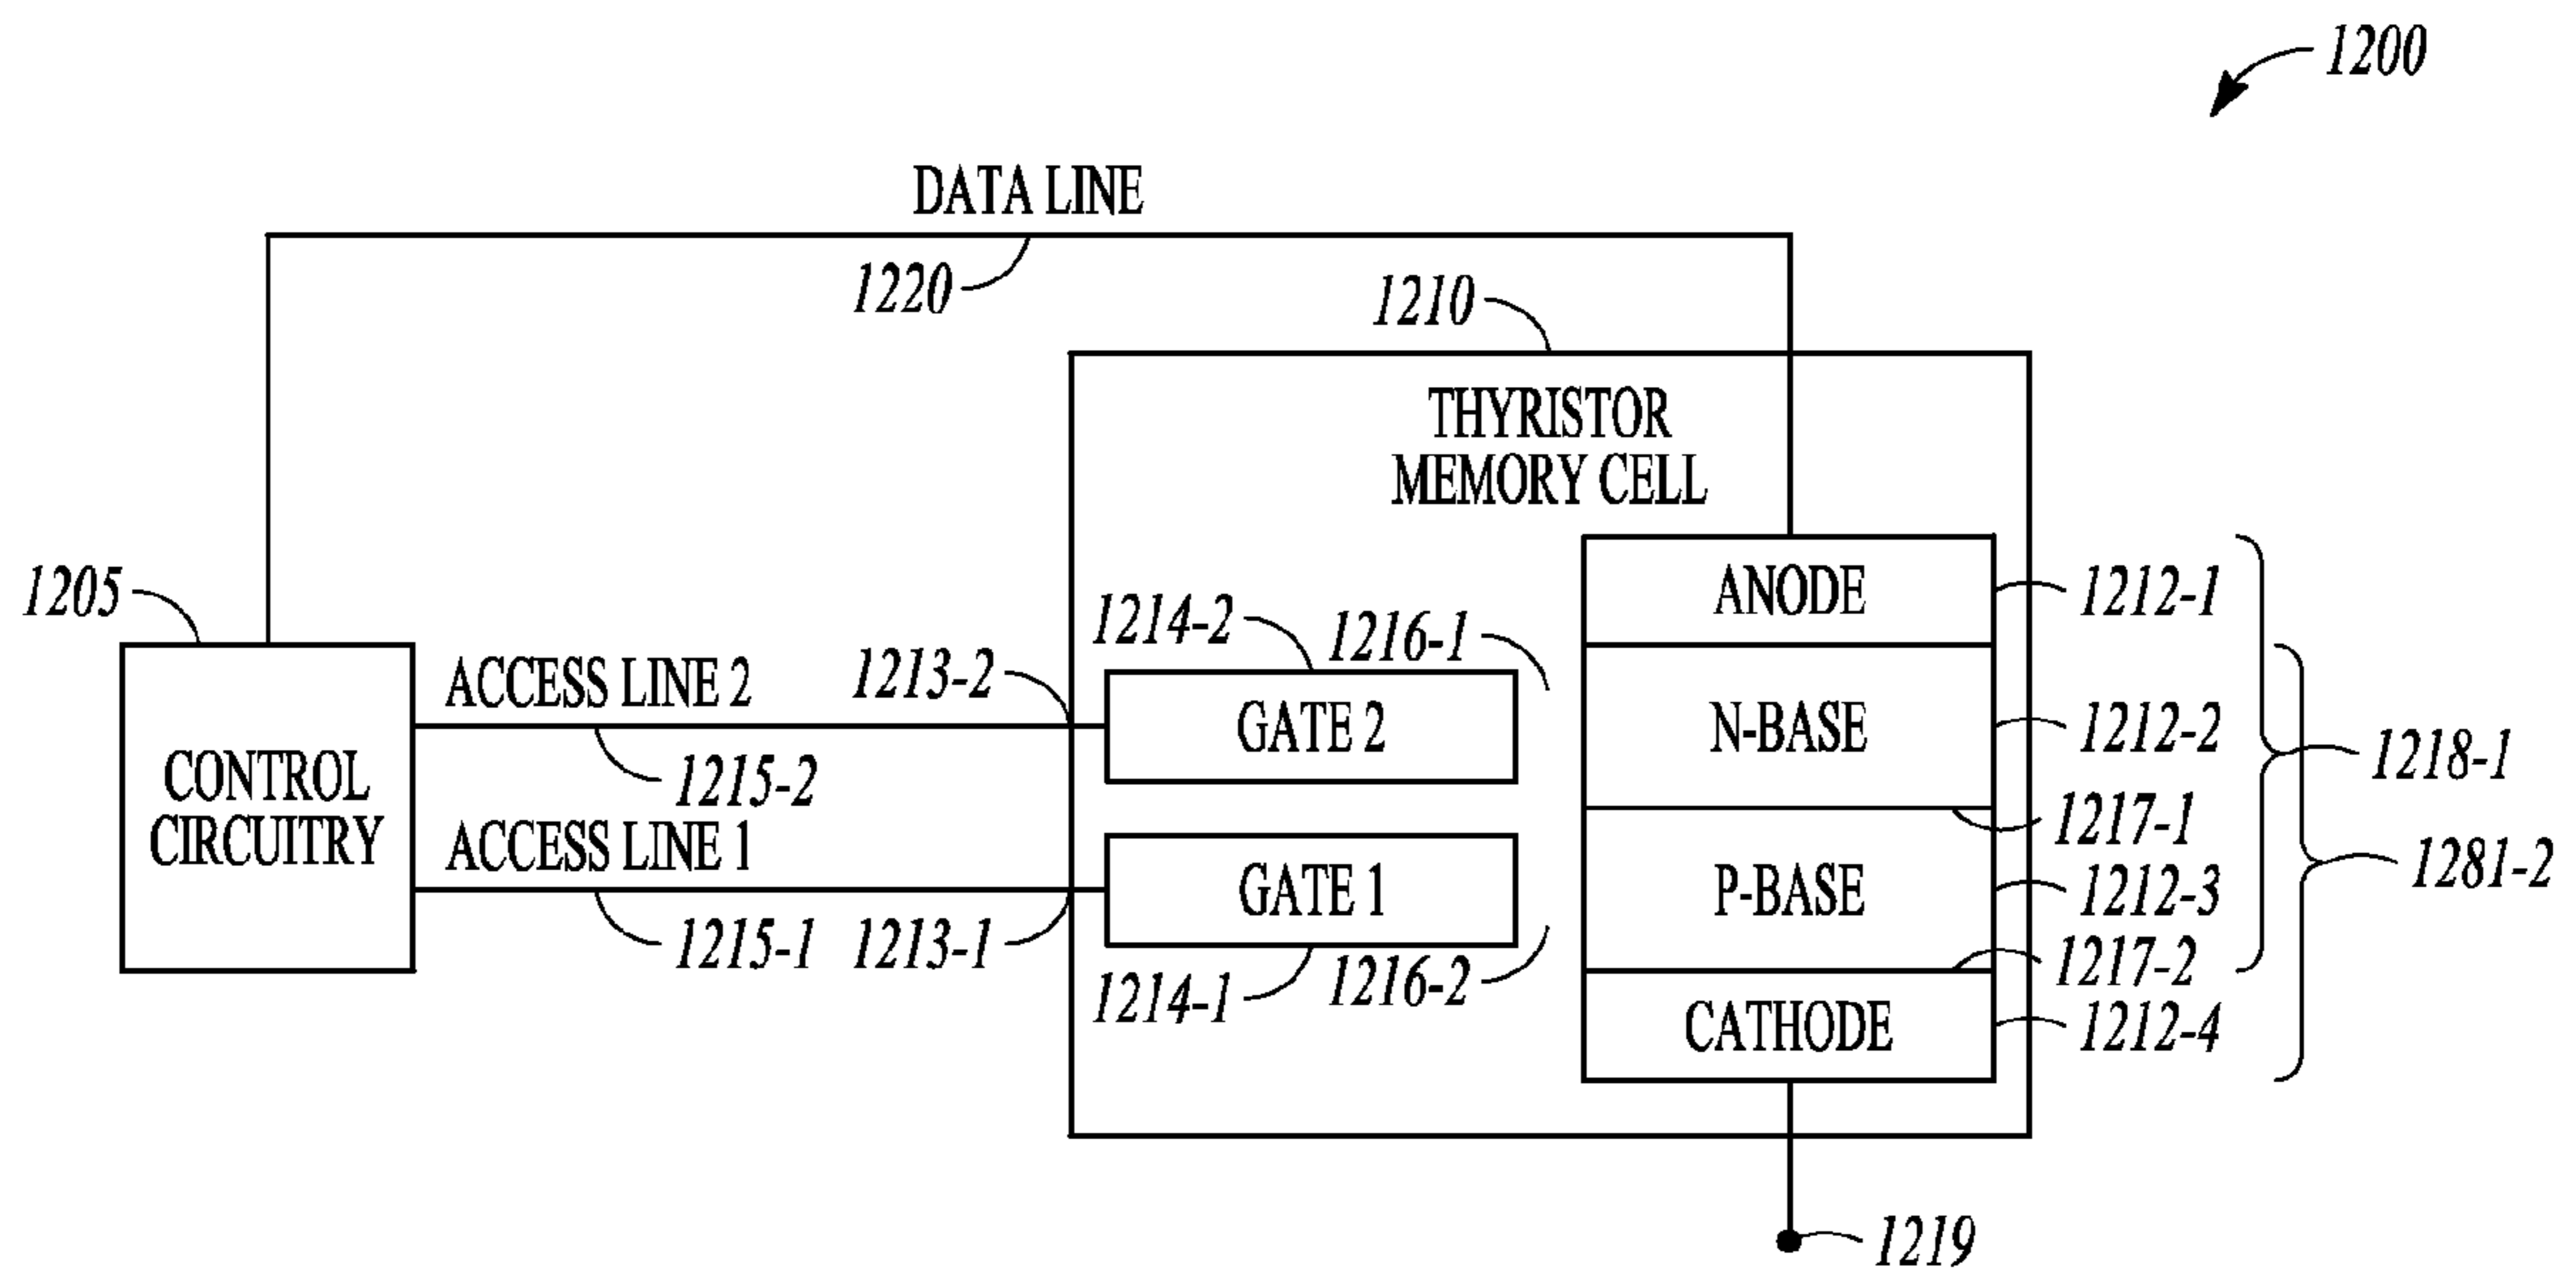 1200
DATA LINE
1220
1210
THYRISTOR
MEMORY CELL
1205
1214-2
1216-1
ANODE
1212-1
ACCESS LINE 2
1213-2
GATE 2
N-BASE
1212-2
CONTROL
CIRCUITRY
1215-2
1218-1
1217-1
ACCESS LINE 1
GATE 1
P-BASE
1212-3
1281-2
1215-1
1213-1
1214-1
1216-2
1217-2
CATHODE
1212-4
1219